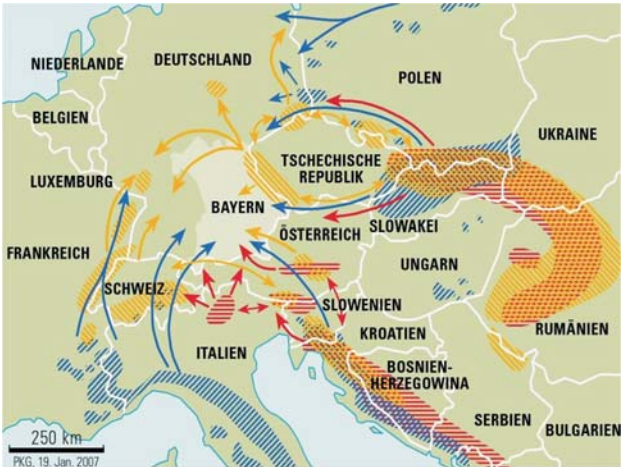 NIEDERLANDE
DEUTSCHLAND
POLEN
BELGIEN
UKRAINE
TSCHECHISCHE
REPUBLIK
LUXEMBURG
BAYERN
SLOWAKEI
ÖSTERREICH
FRANKREICH
UNGARN
SCHWEIZ
SLOWENIEN
RUMÄNIEN
KROATIEN
ITALIEN
BOSNIEN-
HERZEGOWINA
SERBIEN
BULGARIEN
250 km
PKG, 19. Jan. 2007